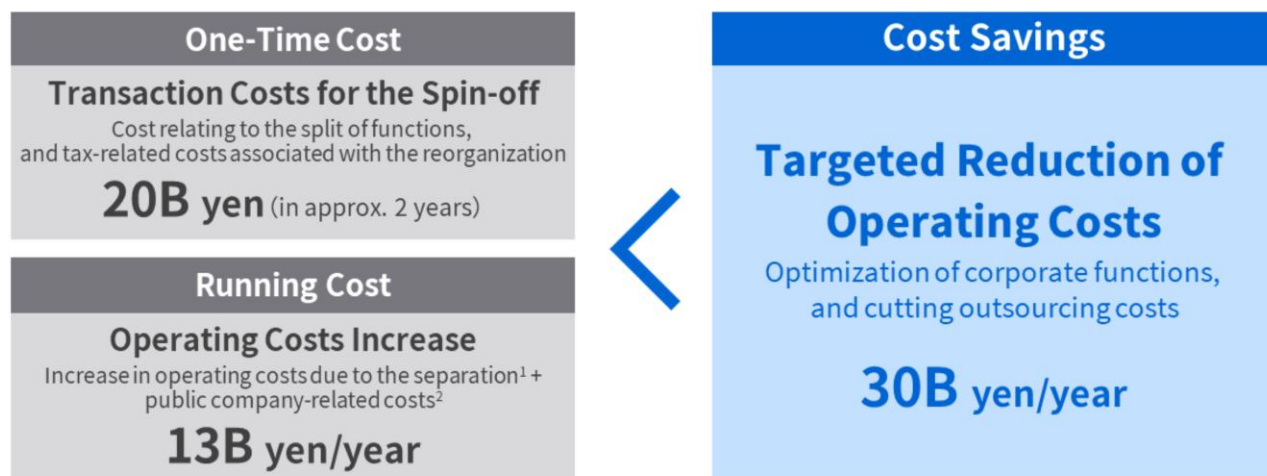 One-Time Cost
Transaction Costs for the Spin-off
Cost relating to the split of functions,
and tax-related costs associated with the reorganization
20B yen (in approx. 2 years)
Running Cost
Operating Costs Increase
Increase in operating costs due to the separation¹ +
public company-related costs²
13B yen/year
Cost Savings
Targeted Reduction of
Operating Costs
Optimization of corporate functions,
and cutting outsourcing costs
30B yen/year